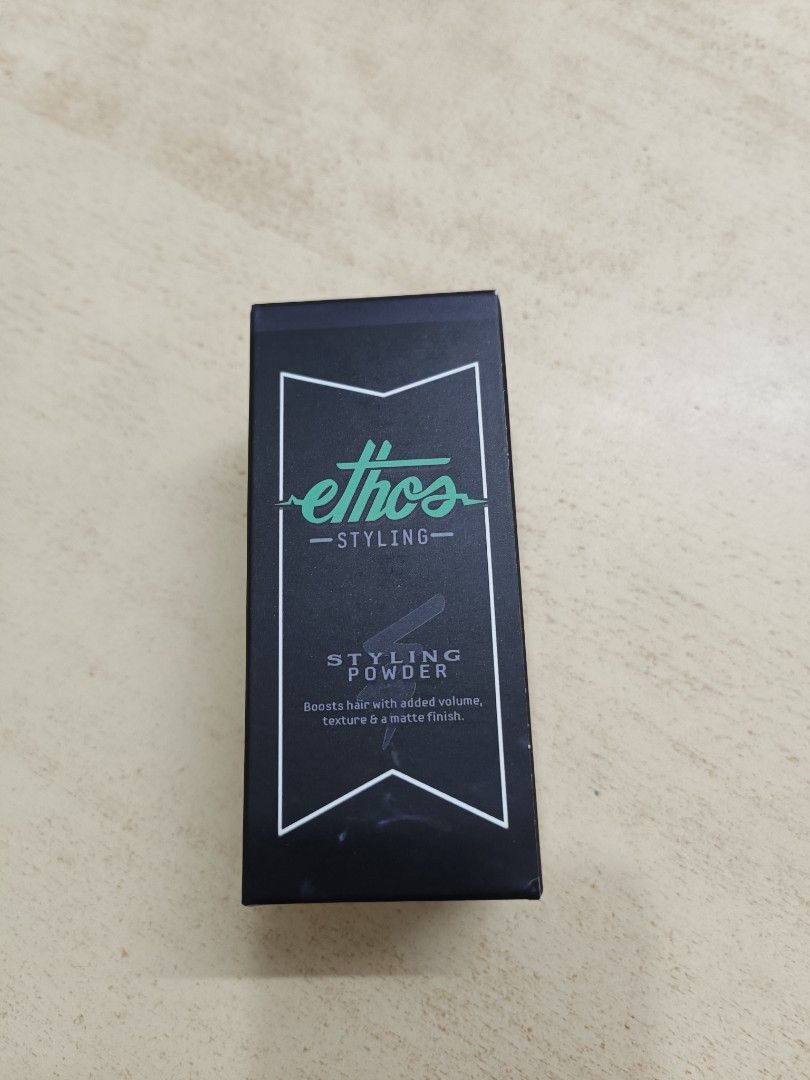 ethos
STYLING
STYLING
POWDER
Boosts hair with added volume,
texture & a matte finish.